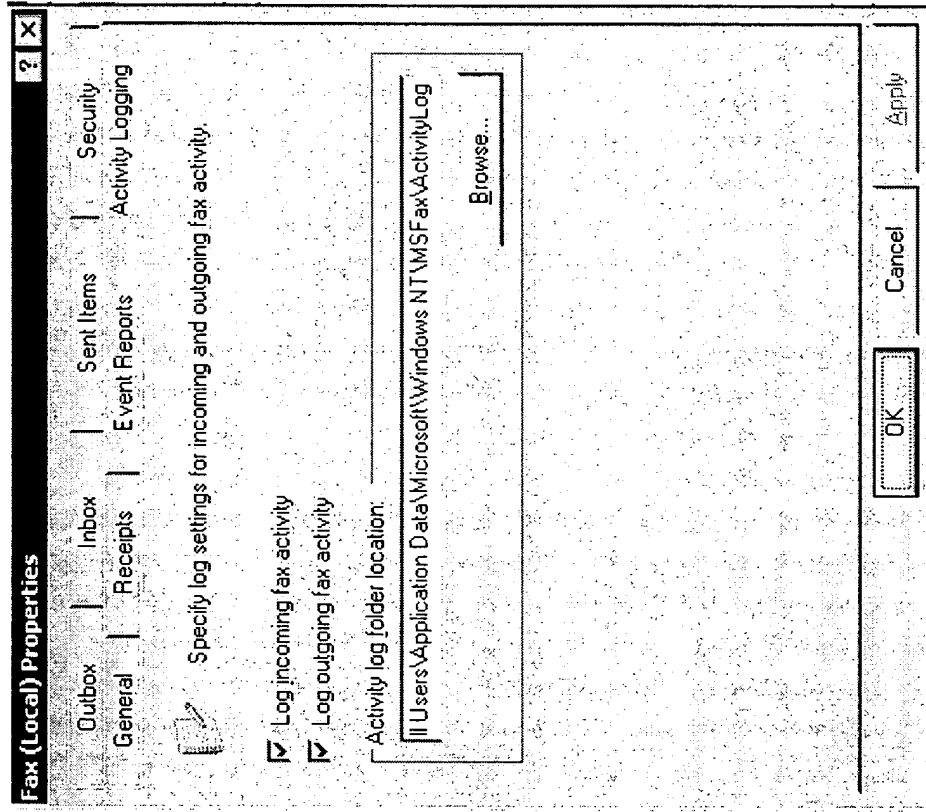 Fax (Local) Properties ? X
Outbox Inbox Sent Items Security
General Receipts Event Reports Activity Logging
Specify log settings for incoming and outgoing fax activity.
Log incoming fax activity
Log outgoing fax activity
Activity log folder location:
ll Users\Application Data\Microsoft\Windows NT\MSFax\ActivityLog
Browse...
OK Cancel Apply